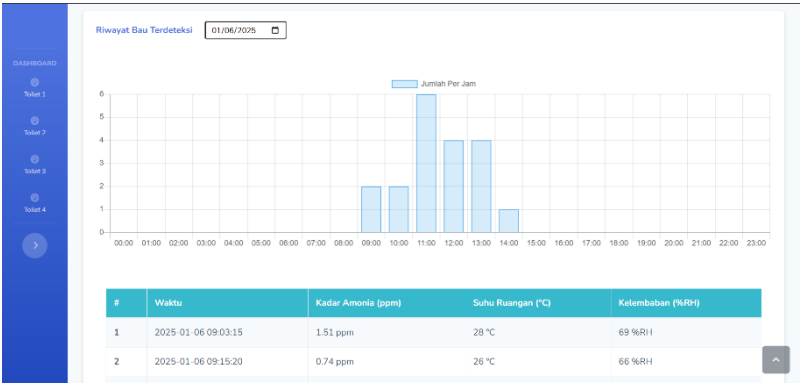 Riwayat Bau Terdeteksi 01/06/2025
DASHBOARD
Toilet 1
Toilet 2
Toilet 3
Toilet 4
Jumlah Per Jam
6
5
4
3
2
1
0
00:00 01:00 02:00 03:00 04:00 05:00 06:00 07:00 08:00 09:00 10:00 11:00 12:00 13:00 14:00 15:00 16:00 17:00 18:00 19:00 20:00 21:00 22:00 23:00
# Waktu Kadar Amonia (ppm) Suhu Ruangan (°C) Kelembaban (%RH)
1 2025-01-06 09:03:15 1.51 ppm 28 °C 69 %RH
2 2025-01-06 09:15:20 0.74 ppm 26 °C 66 %RH